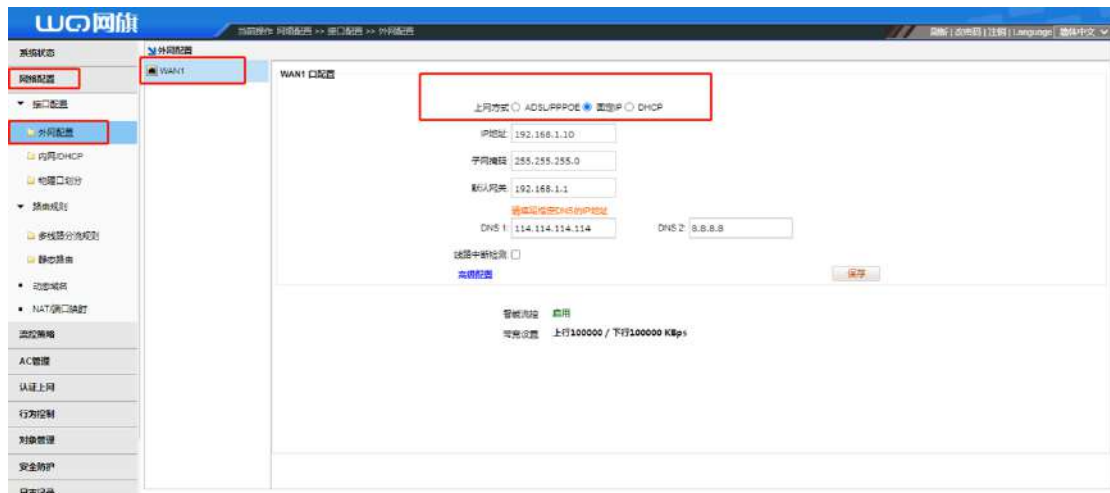 WQ 网旗
当前操作: 网络配置 >> 接口配置 >> 外网配置
刷新 | 改密码 | 注销 | Language 简体中文
系统状态
外网配置
网络配置
WAN1
WAN1 口配置
接口配置
上网方式 ADSL/PPPOE 固定IP DHCP
外网配置
IP地址 192.168.1.10
内网/DHCP
子网掩码 255.255.255.0
物理口划分
默认网关 192.168.1.1
路由规则
请填写指定DNS的IP地址
多线路分流规则
DNS 1: 114.114.114.114 DNS 2: 8.8.8.8
线路中断检测
静态路由
高级配置 保存
动态域名
NAT/端口映射
智能流控 启用
流控策略
带宽设置 上行100000 / 下行100000 KBps
AC管理
认证上网
行为控制
对象管理
安全防护
日志记录